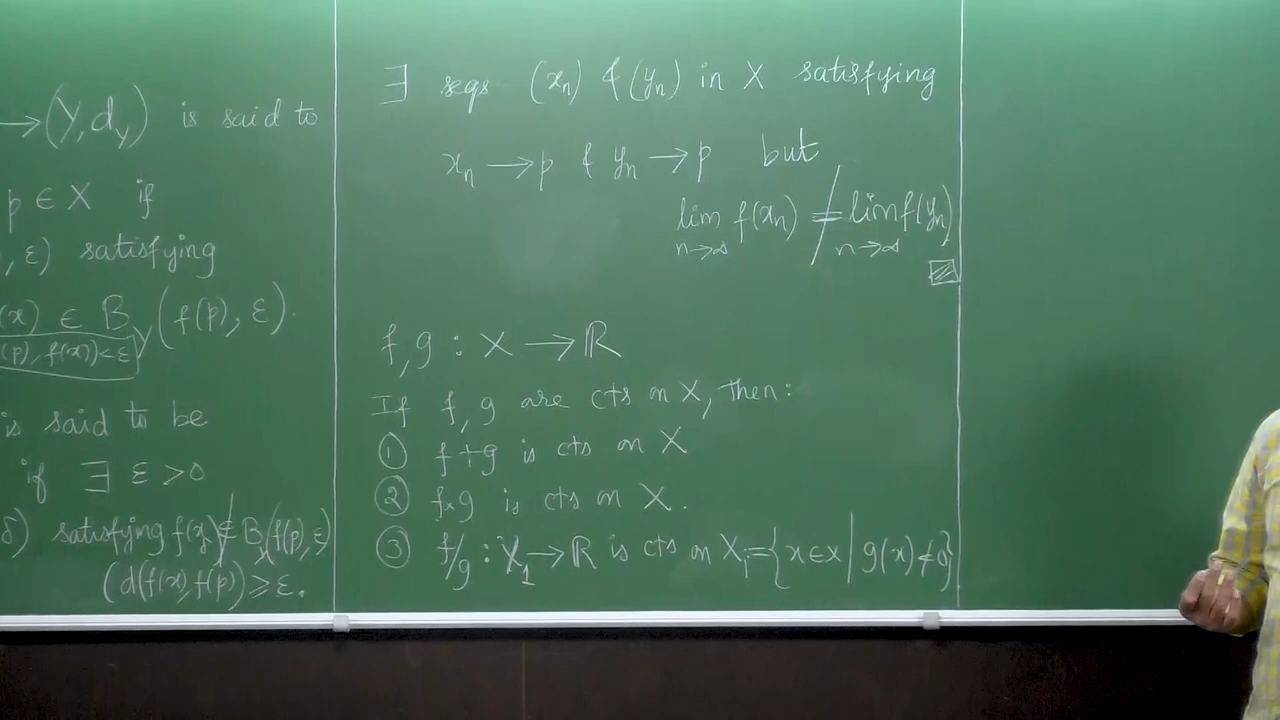 →(Y, d_Y) is said to
p ∈ X if
, ε) satisfying
(x) ∈ B_Y(f(p), ε).
(p), f(x))<ε
is said to be
if ∃ ε >0
δ) satisfying f(x) ∉ B_Y(f(p), ε)
(d(f(x), f(p)) ≥ ε.
∃ seqs (x_n) & (y_n) in X satisfying
x_n → p & y_n → p but
lim f(x_n) ≠ lim f(y_n)
n→∞ n→∞
f, g : X → ℝ
If f, g are cts on X, then:
① f+g is cts on X
② f×g is cts on X.
③ f/g : X_1 → ℝ is cts on X_1={x∈X | g(x)≠0}